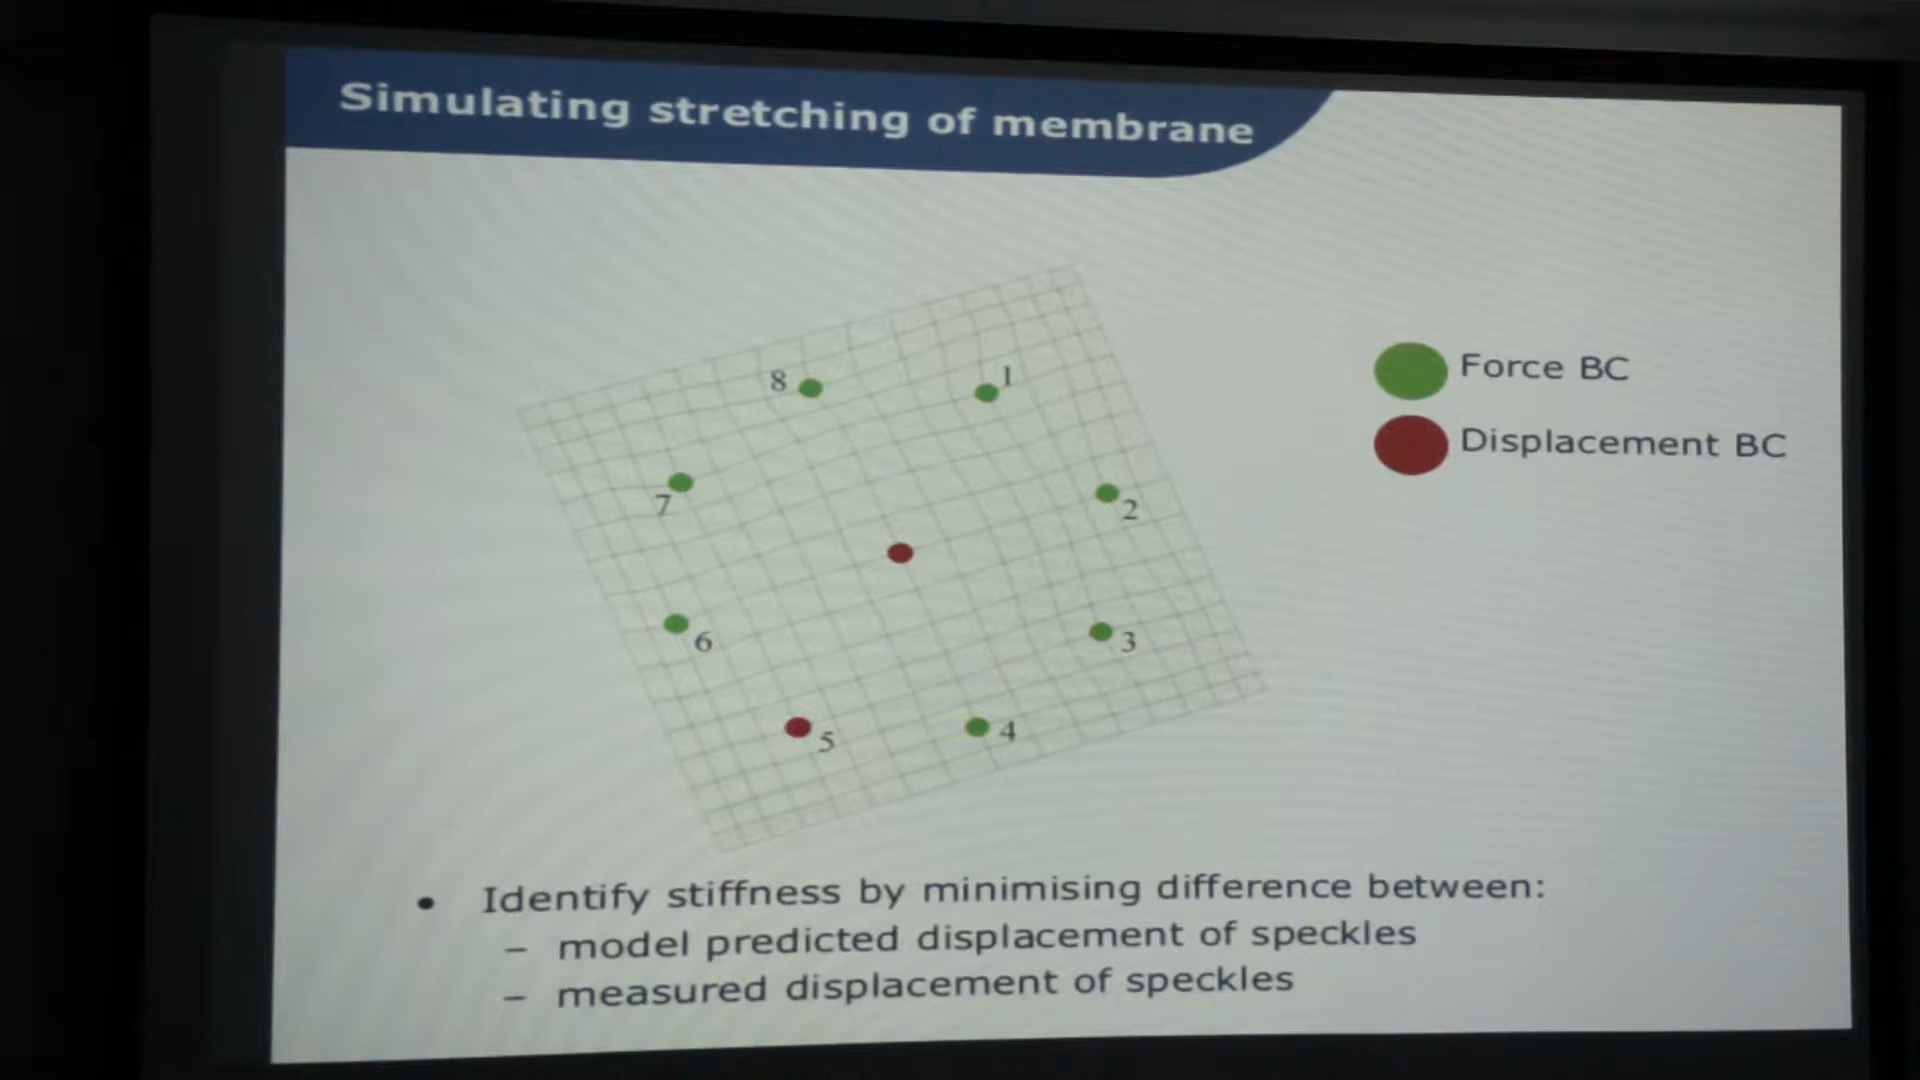 Simulating stretching of membrane
8
1
Force BC
Displacement BC
7
2
6
3
5
4
• Identify stiffness by minimising difference between:
– model predicted displacement of speckles
– measured displacement of speckles